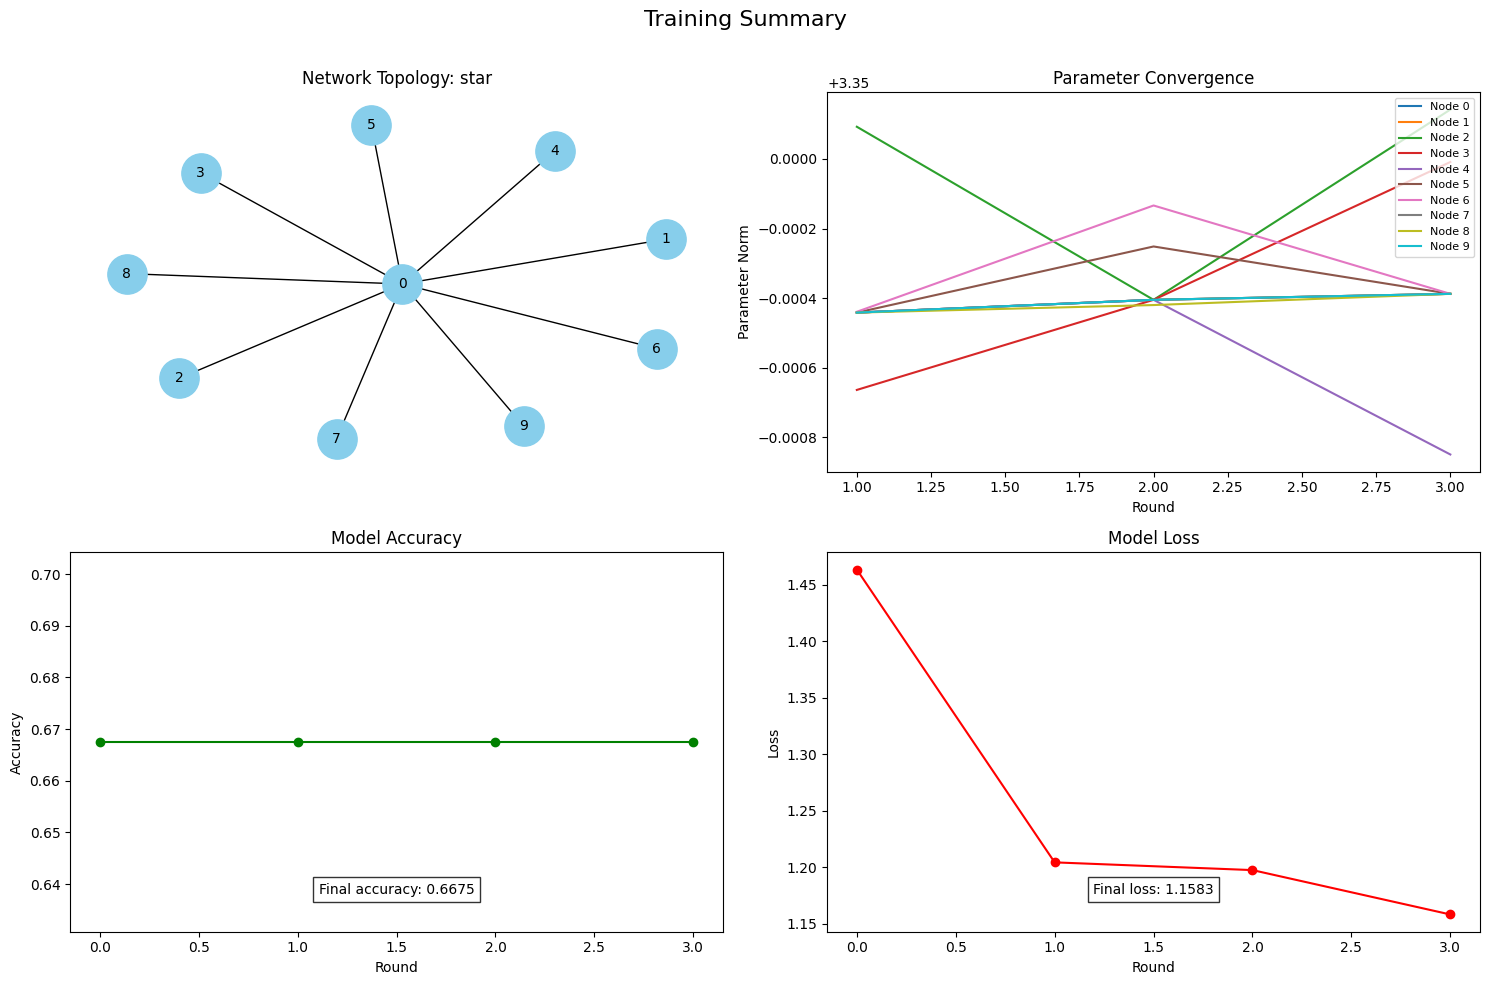 Training Summary
Network Topology: star
5
4
3
1
8
0
6
2
9
7
Parameter Convergence
+3.35
0.0000
−0.0002
−0.0004
−0.0006
−0.0008
Parameter Norm
Node 0
Node 1
Node 2
Node 3
Node 4
Node 5
Node 6
Node 7
Node 8
Node 9
1.00 1.25 1.50 1.75 2.00 2.25 2.50 2.75 3.00
Round
Model Accuracy
0.70
0.69
0.68
0.67
0.66
0.65
0.64
Accuracy
Final accuracy: 0.6675
0.0 0.5 1.0 1.5 2.0 2.5 3.0
Round
Model Loss
1.45
1.40
1.35
1.30
1.25
1.20
1.15
Loss
Final loss: 1.1583
0.0 0.5 1.0 1.5 2.0 2.5 3.0
Round